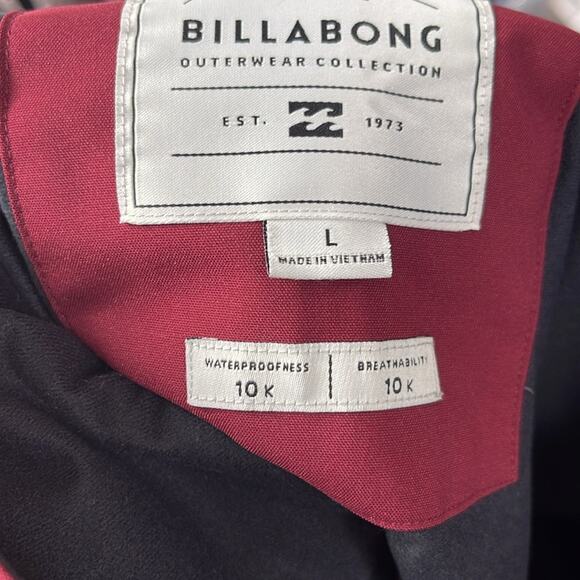 BILLABONG
OUTERWEAR COLLECTION
EST. 1973
L
MADE IN VIETNAM
WATERPROOFNESS
10 K
BREATHABILITY
10 K